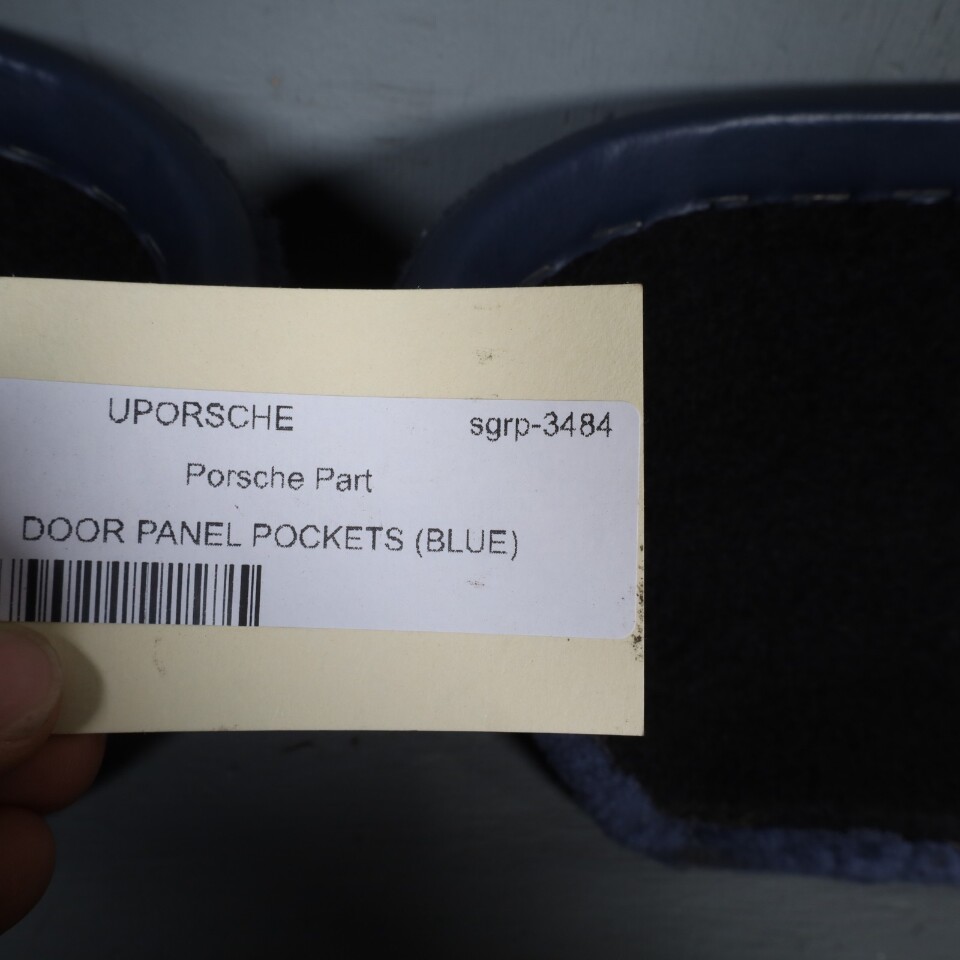 UPORSCHE sgrp-3484
Porsche Part
DOOR PANEL POCKETS (BLUE)